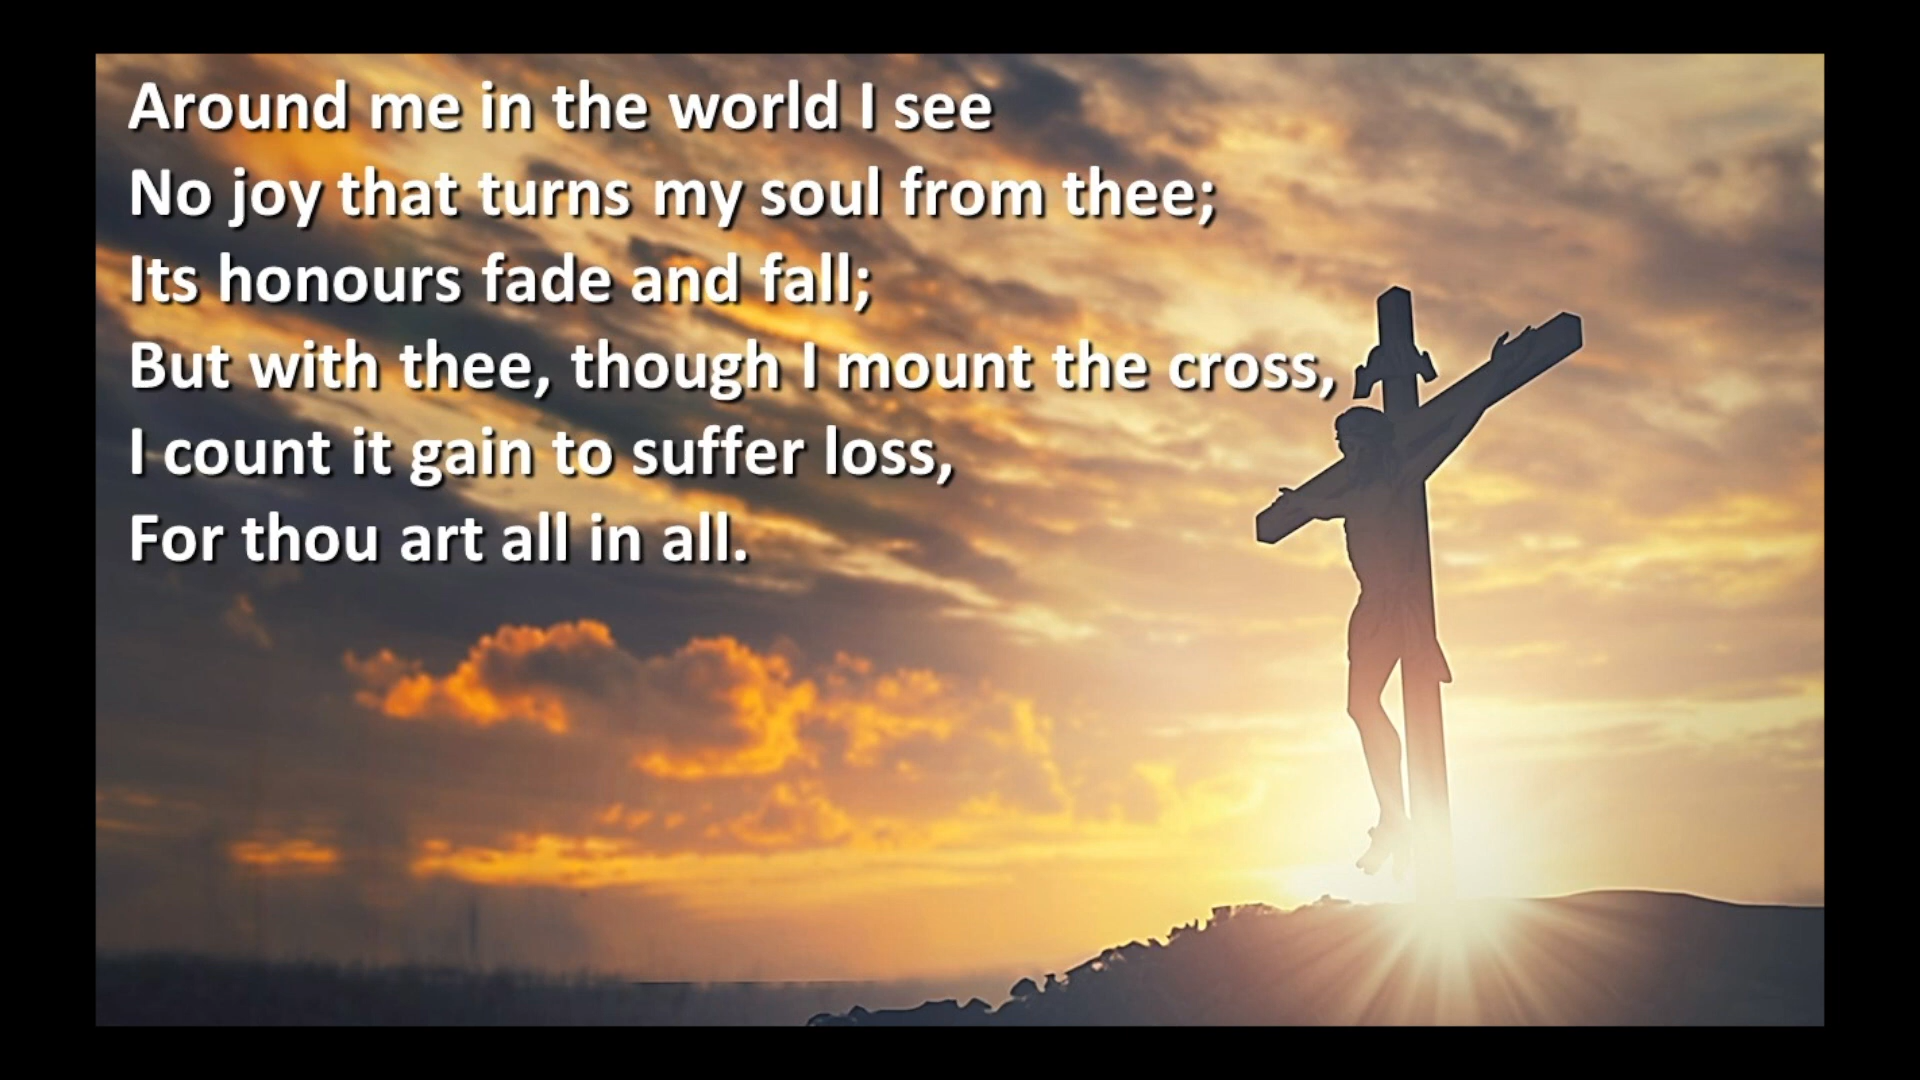 Around me in the world I see
No joy that turns my soul from thee;
Its honours fade and fall;
But with thee, though I mount the cross,
I count it gain to suffer loss,
For thou art all in all.